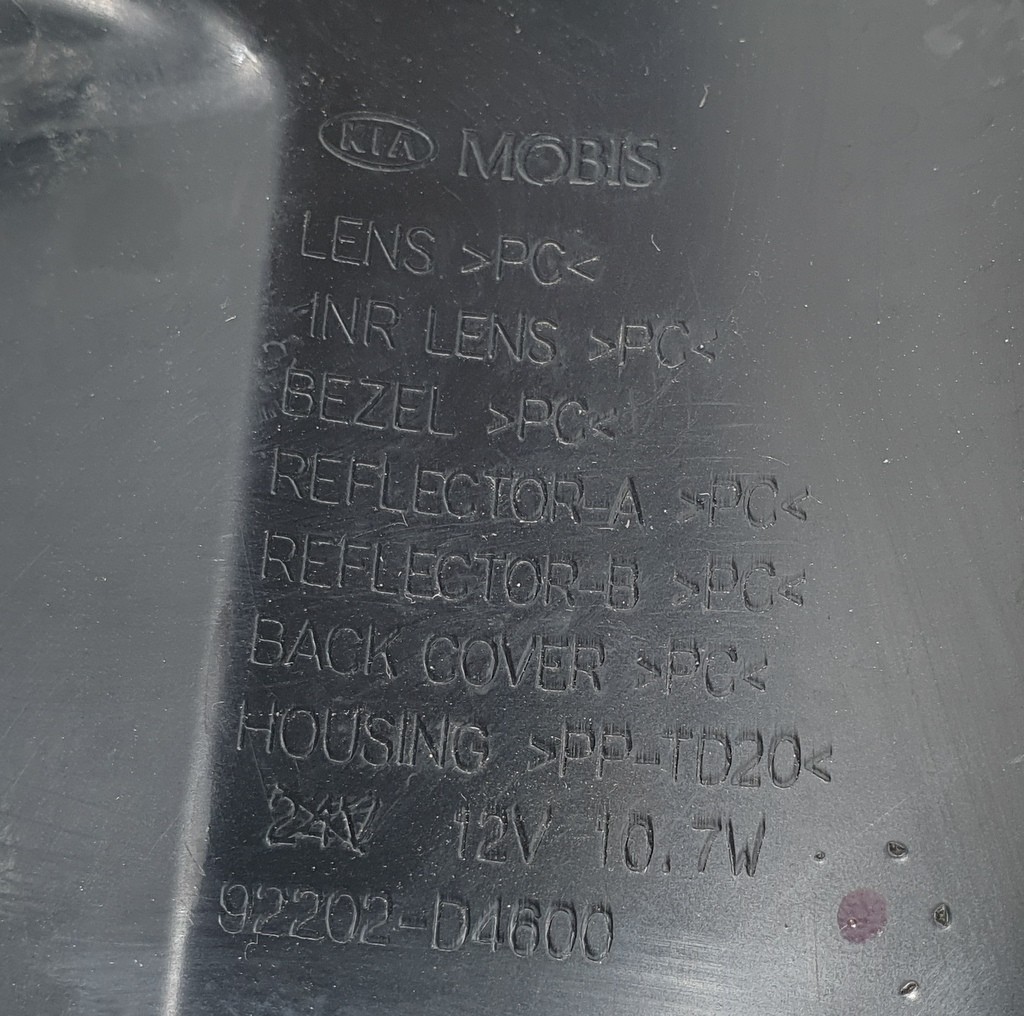 KIA MOBIS
LENS >PC<
INR LENS >PC<
BEZEL >PC<
REFLECTOR-A >PC<
REFLECTOR-B >PC<
BACK COVER >PC<
HOUSING >PP-TD20<
12V 10.7W
92202-D4600